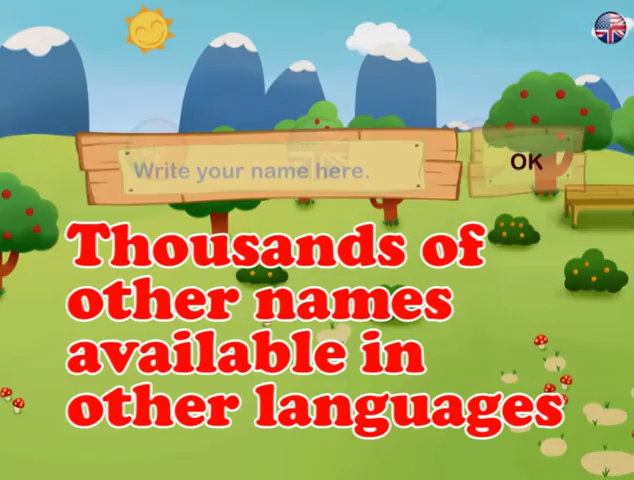 Write your name here.
OK
Thousands of
other names
available in
other languages